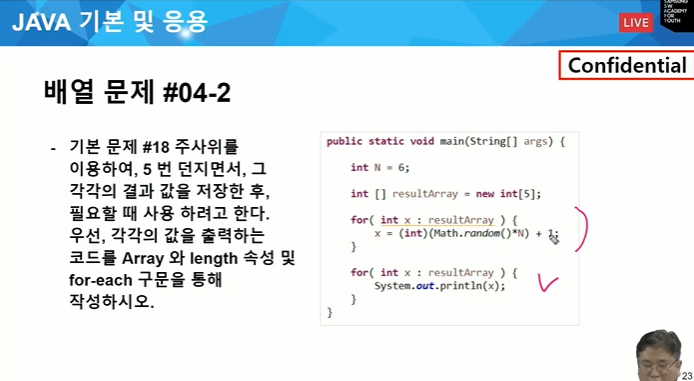 JAVA 기본 및 응용
LIVE
SAMSUNG
SW
ACADEMY
FOR
YOUTH
Confidential
배열 문제 #04-2
- 기본 문제 #18 주사위를
이용하여, 5 번 던지면서, 그
각각의 결과 값을 저장한 후,
필요할 때 사용 하려고 한다.
우선, 각각의 값을 출력하는
코드를 Array 와 length 속성 및
for-each 구문을 통해
작성하시오.
public static void main(String[] args) {
int N = 6;
int [] resultArray = new int[5];
for( int x : resultArray ) {
x = (int)(Math.random()*N) + 1;
}
for( int x : resultArray ) {
System.out.println(x);
}
}
23